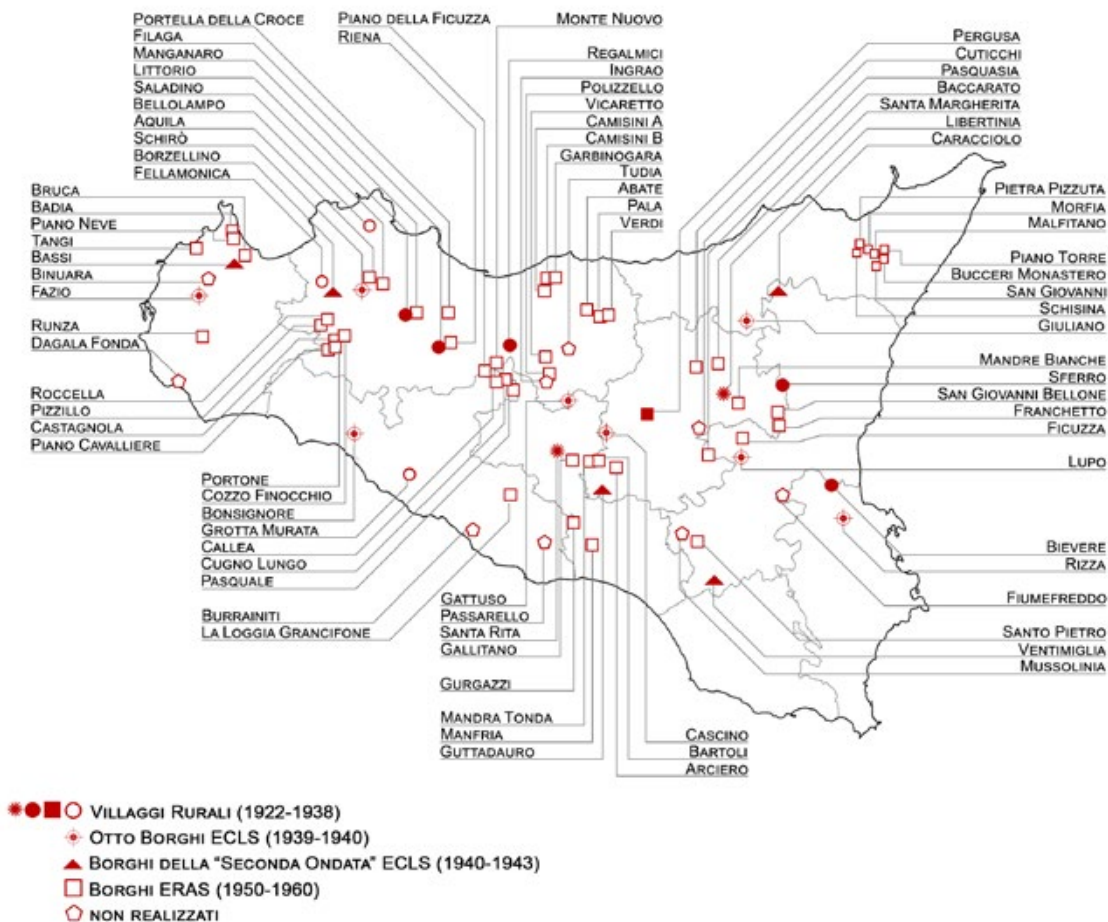 Portella della Croce
Filaga
Manganaro
Littorio
Saladino
Bellolampo
Aquila
Schirò
Borzellino
Fellamonica
Piano della Ficuzza
Riena
Monte Nuovo
Regalmici
Ingrao
Polizzello
Vicaretto
Camisini A
Camisini B
Garbinogara
Tudia
Abate
Pala
Verdi
Pergusa
Cuticchi
Pasquasia
Baccarato
Santa Margherita
Libertinia
Caracciolo
Bruca
Badia
Piano Neve
Tangi
Bassi
Binuara
Fazio
Runza
Dagala Fonda
Roccella
Pizzillo
Castagnola
Piano Cavalliere
Pietra Pizzuta
Morfia
Malfitano
Piano Torre
Bucceri Monastero
San Giovanni
Schisina
Giuliano
Mandre Bianche
Sferro
San Giovanni Bellone
Franchetto
Ficuzza
Lupo
Portone
Cozzo Finocchio
Bonsignore
Grotta Murata
Callea
Cugno Lungo
Pasquale
Burrainiti
La Loggia Grancifone
Gattuso
Passarello
Santa Rita
Gallitano
Gurgazzi
Mandra Tonda
Manfria
Guttadauro
Cascino
Bartoli
Arciero
Bievere
Rizza
Fiumefreddo
Santo Pietro
Ventimiglia
Mussolinia
Villaggi Rurali (1922-1938)
Otto Borghi ECLS (1939-1940)
Borghi della "Seconda Ondata" ECLS (1940-1943)
Borghi ERAS (1950-1960)
non realizzati